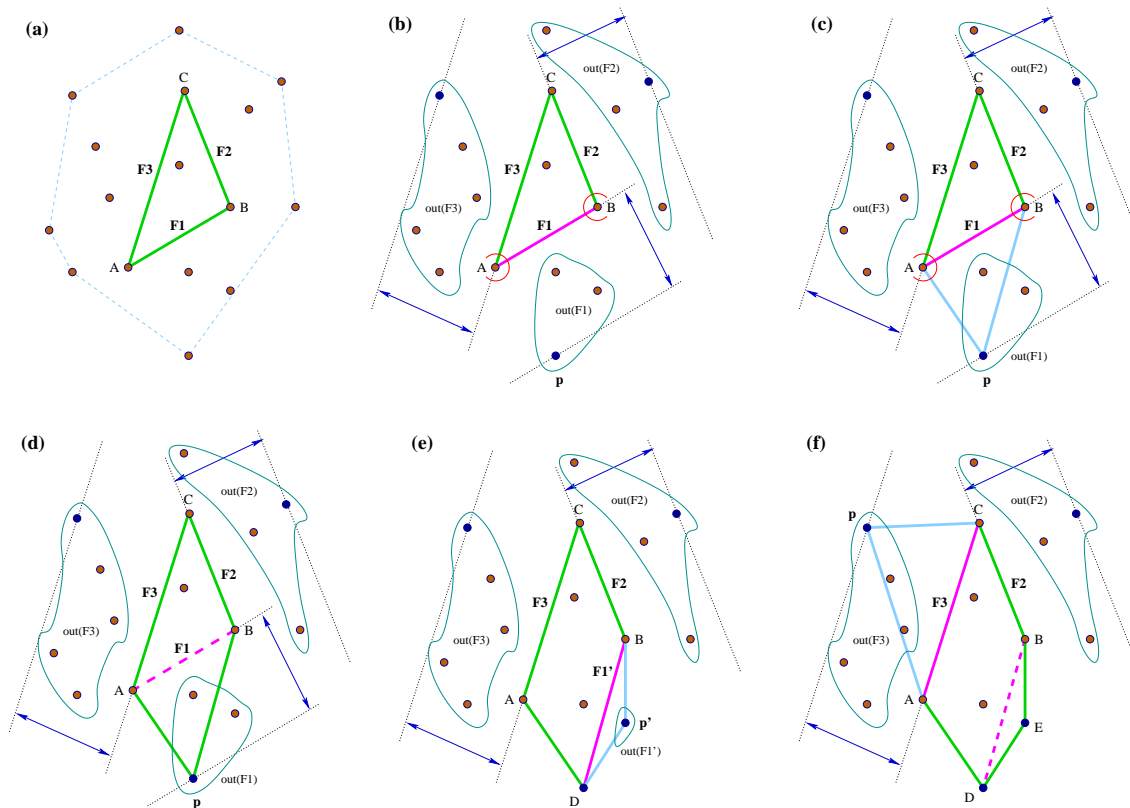 (a)
C
F3
F2
B
F1
A
(b)
out(F2)
C
F3
F2
out(F3)
B
F1
A
out(F1)
p
(c)
out(F2)
C
F3
F2
out(F3)
B
F1
A
out(F1)
p
(d)
out(F2)
C
F3
F2
out(F3)
F1
B
A
out(F1)
p
(e)
out(F2)
C
F3
F2
out(F3)
B
F1'
A
p'
out(F1')
D
(f)
p
out(F2)
C
F3
F2
out(F3)
B
A
E
D